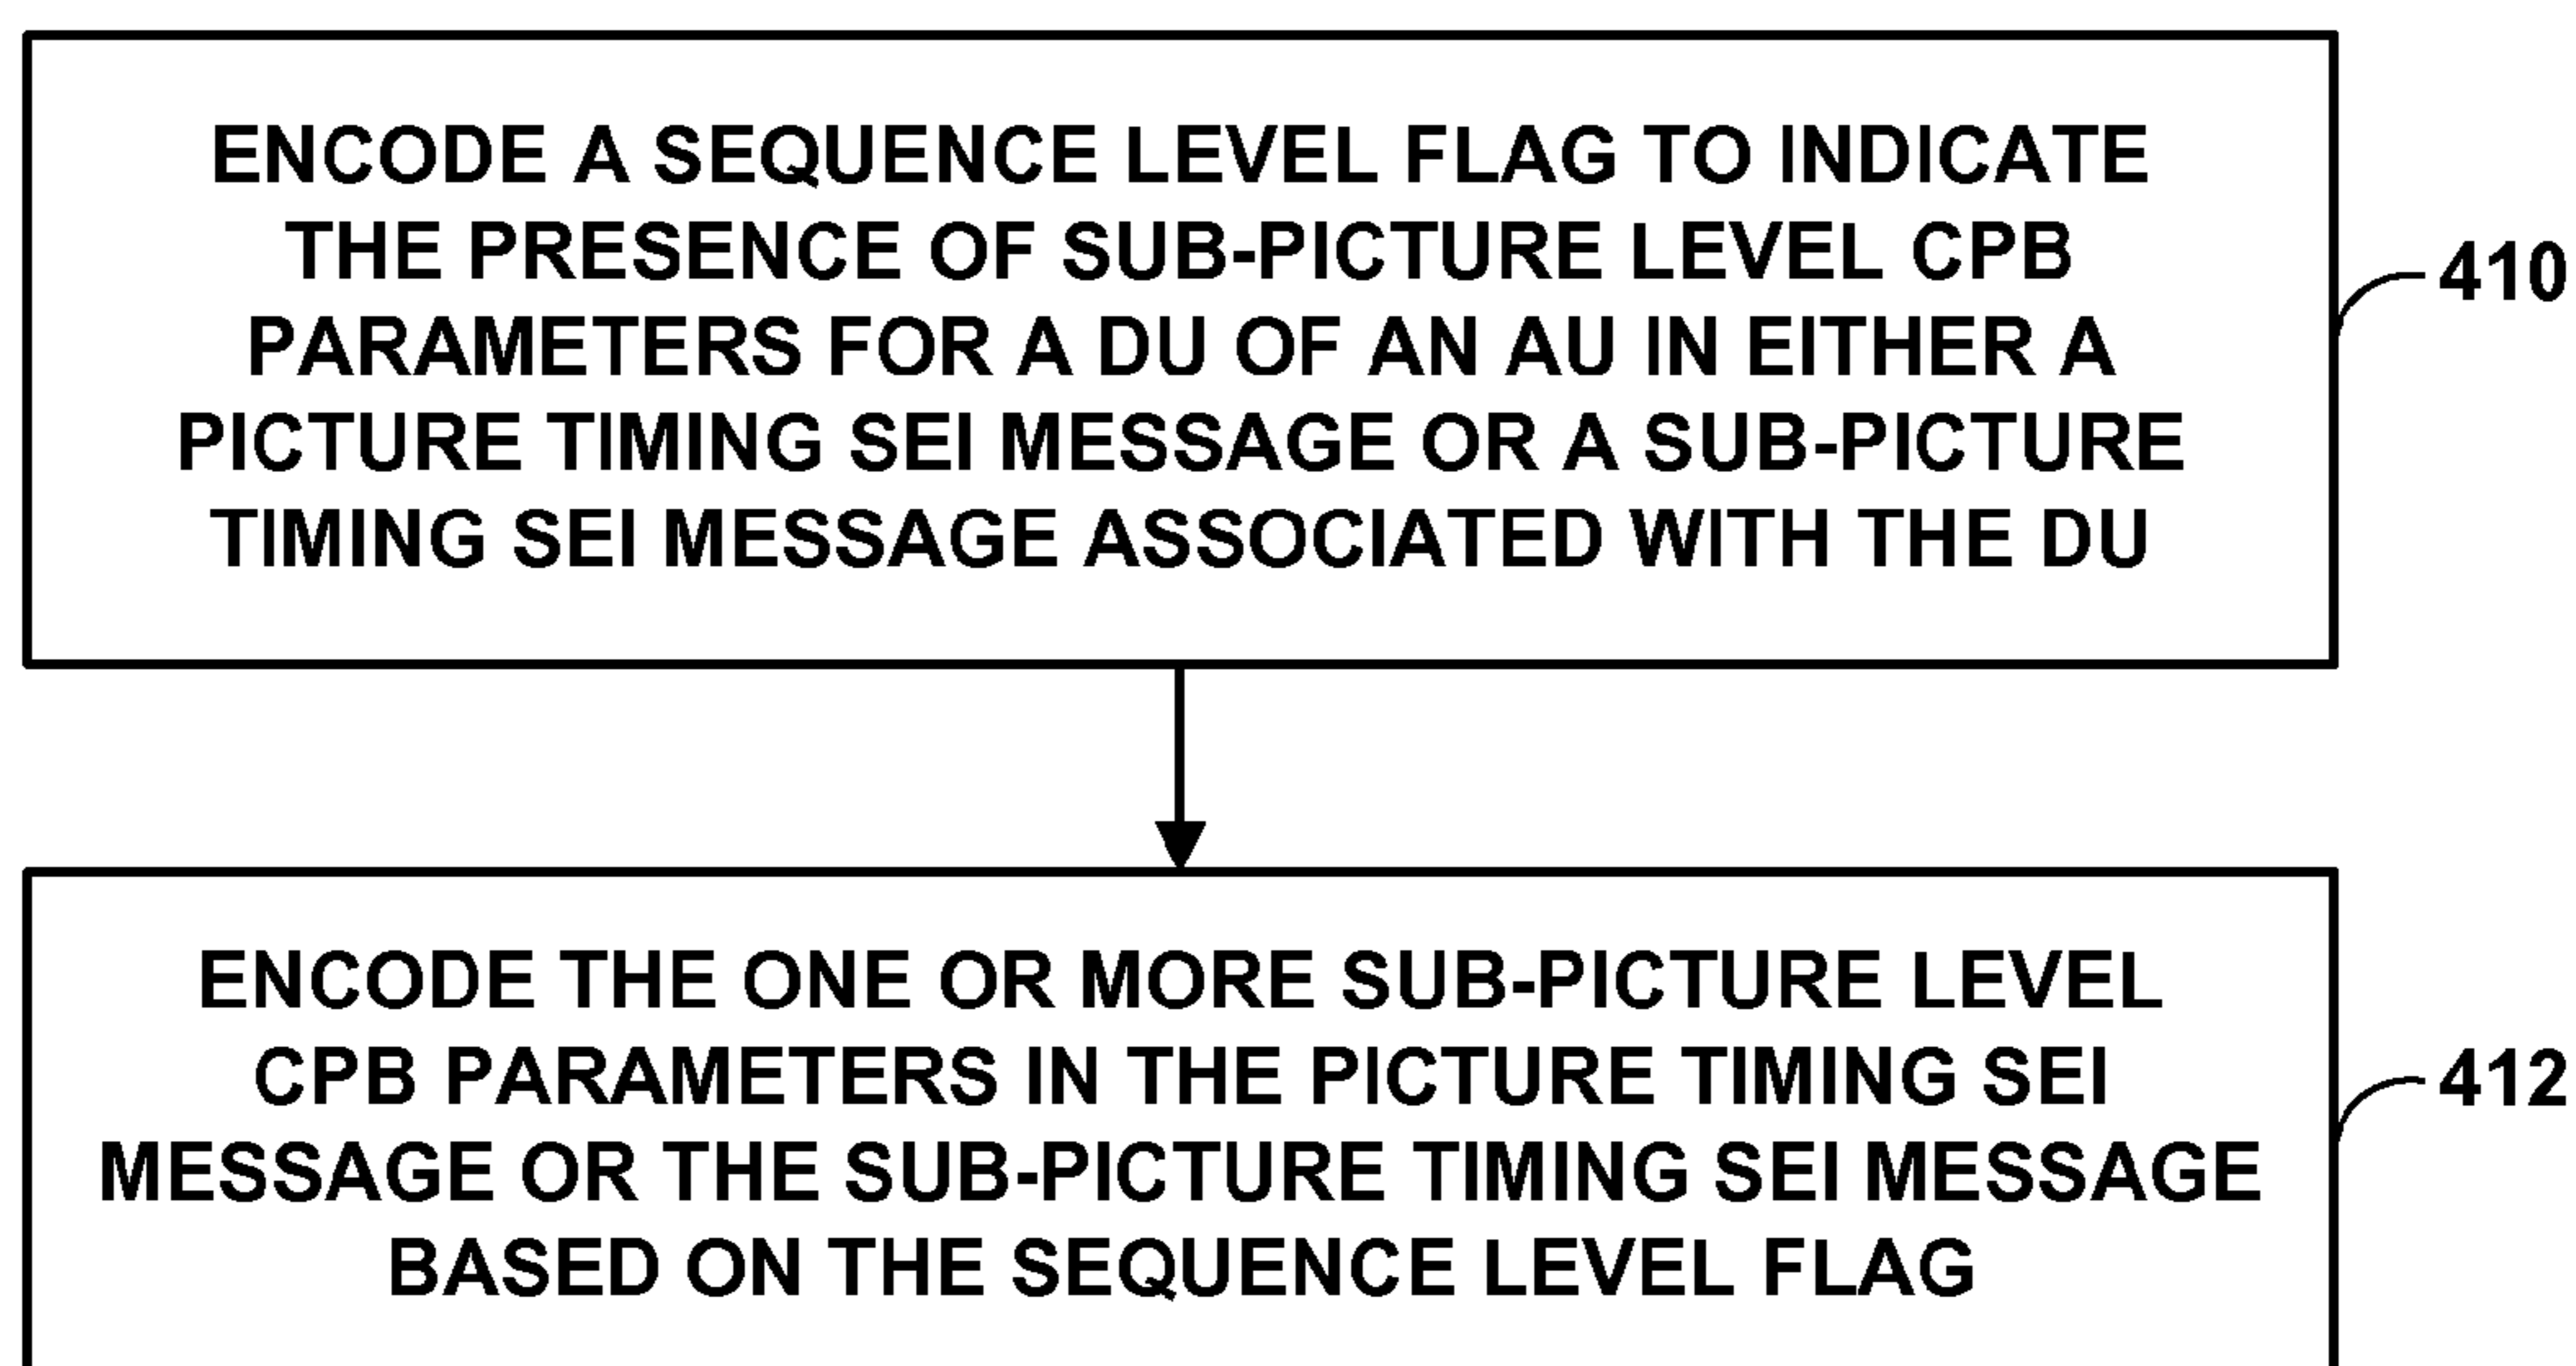 ENCODE A SEQUENCE LEVEL FLAG TO INDICATE
THE PRESENCE OF SUB-PICTURE LEVEL CPB
PARAMETERS FOR A DU OF AN AU IN EITHER A
PICTURE TIMING SEI MESSAGE OR A SUB-PICTURE
TIMING SEI MESSAGE ASSOCIATED WITH THE DU
410
ENCODE THE ONE OR MORE SUB-PICTURE LEVEL
CPB PARAMETERS IN THE PICTURE TIMING SEI
MESSAGE OR THE SUB-PICTURE TIMING SEI MESSAGE
BASED ON THE SEQUENCE LEVEL FLAG
412